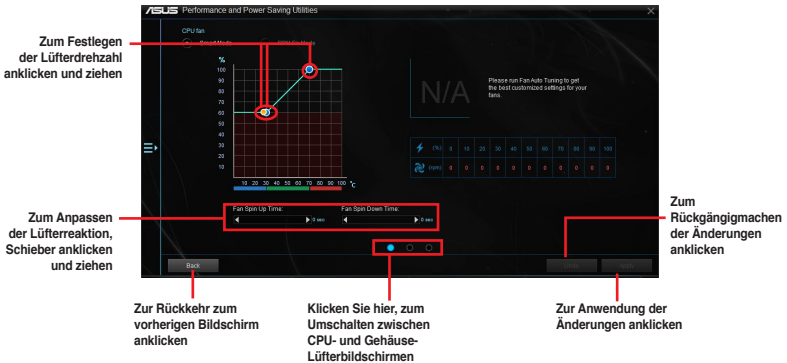 ASUS Performance and Power Saving Utilities
CPU fan
Smart Mode
%
100
90
80
70
60
50
40
30
20
10
10 20 30 40 50 60 70 80 90 100 °C
N/A
Please run Fan Auto Tuning to get
the best customized settings for your
fans.
(%) 0 10 20 30 40 50 60 70 80 90 100
(rpm) 0 0 0 0 0 0 0 0 0 0 0
Fan Spin Up Time:
0 sec
Fan Spin Down Time:
0 sec
Back
Undo
Apply
Zum Festlegen
der Lüfterdrehzahl
anklicken und ziehen
Zum Anpassen
der Lüfterreaktion,
Schieber anklicken
und ziehen
Zum
Rückgängigmachen
der Änderungen
anklicken
Zur Rückkehr zum
vorherigen Bildschirm
anklicken
Klicken Sie hier, zum
Umschalten zwischen
CPU- und Gehäuse-
Lüfterbildschirmen
Zur Anwendung der
Änderungen anklicken